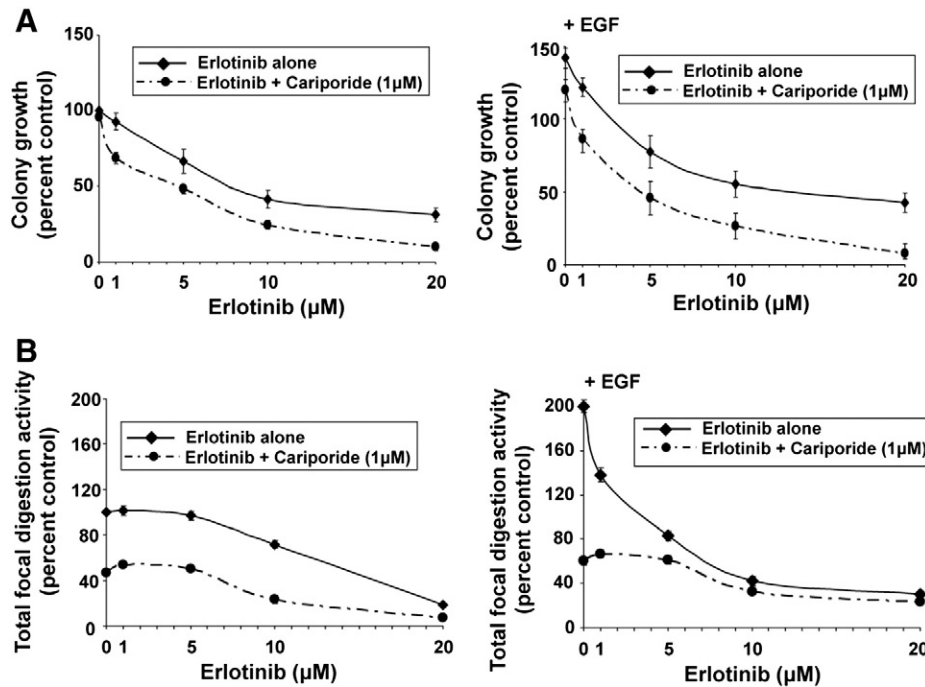 A
Colony growth
(percent control)
150
100
50
0
Erlotinib alone
Erlotinib + Cariporide (1µM)
0 1 5 10 20
Erlotinib (µM)
+ EGF
Colony growth
(percent control)
150
100
50
0
Erlotinib alone
Erlotinib + Cariporide (1µM)
0 1 5 10 20
Erlotinib (µM)
B
Total focal digestion activity
(percent control)
200
160
120
80
40
0
Erlotinib alone
Erlotinib + Cariporide (1µM)
0 1 5 10 20
Erlotinib (µM)
+ EGF
Total focal digestion activity
(percent control)
200
160
120
80
40
0
Erlotinib alone
Erlotinib + Cariporide (1µM)
0 1 5 10 20
Erlotinib (µM)